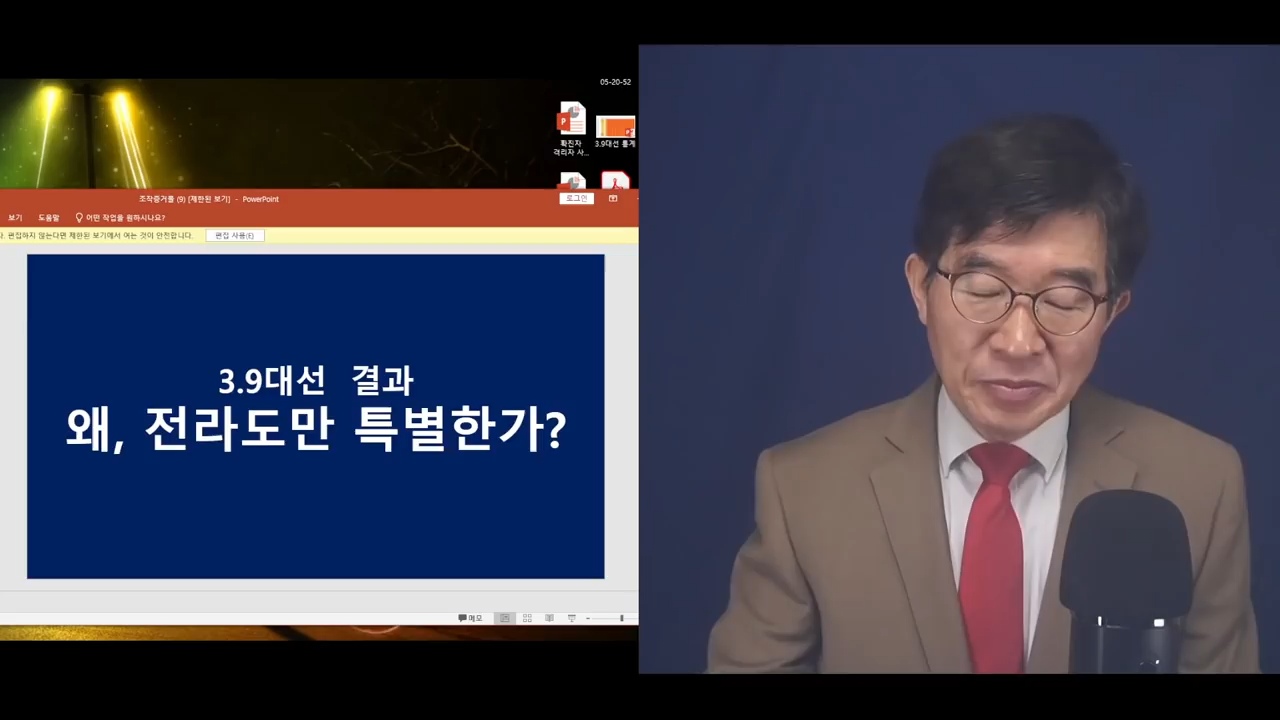 05-20-52
확진자
격리자 사...
3.9대선 통계
조작증거들 (9) [제한된 보기] - PowerPoint
로그인
보기 도움말 어떤 작업을 원하시나요?
편집하지 않는다면 제한된 보기에서 여는 것이 안전합니다. 편집 사용(E)
3.9대선 결과
왜, 전라도만 특별한가?
메모